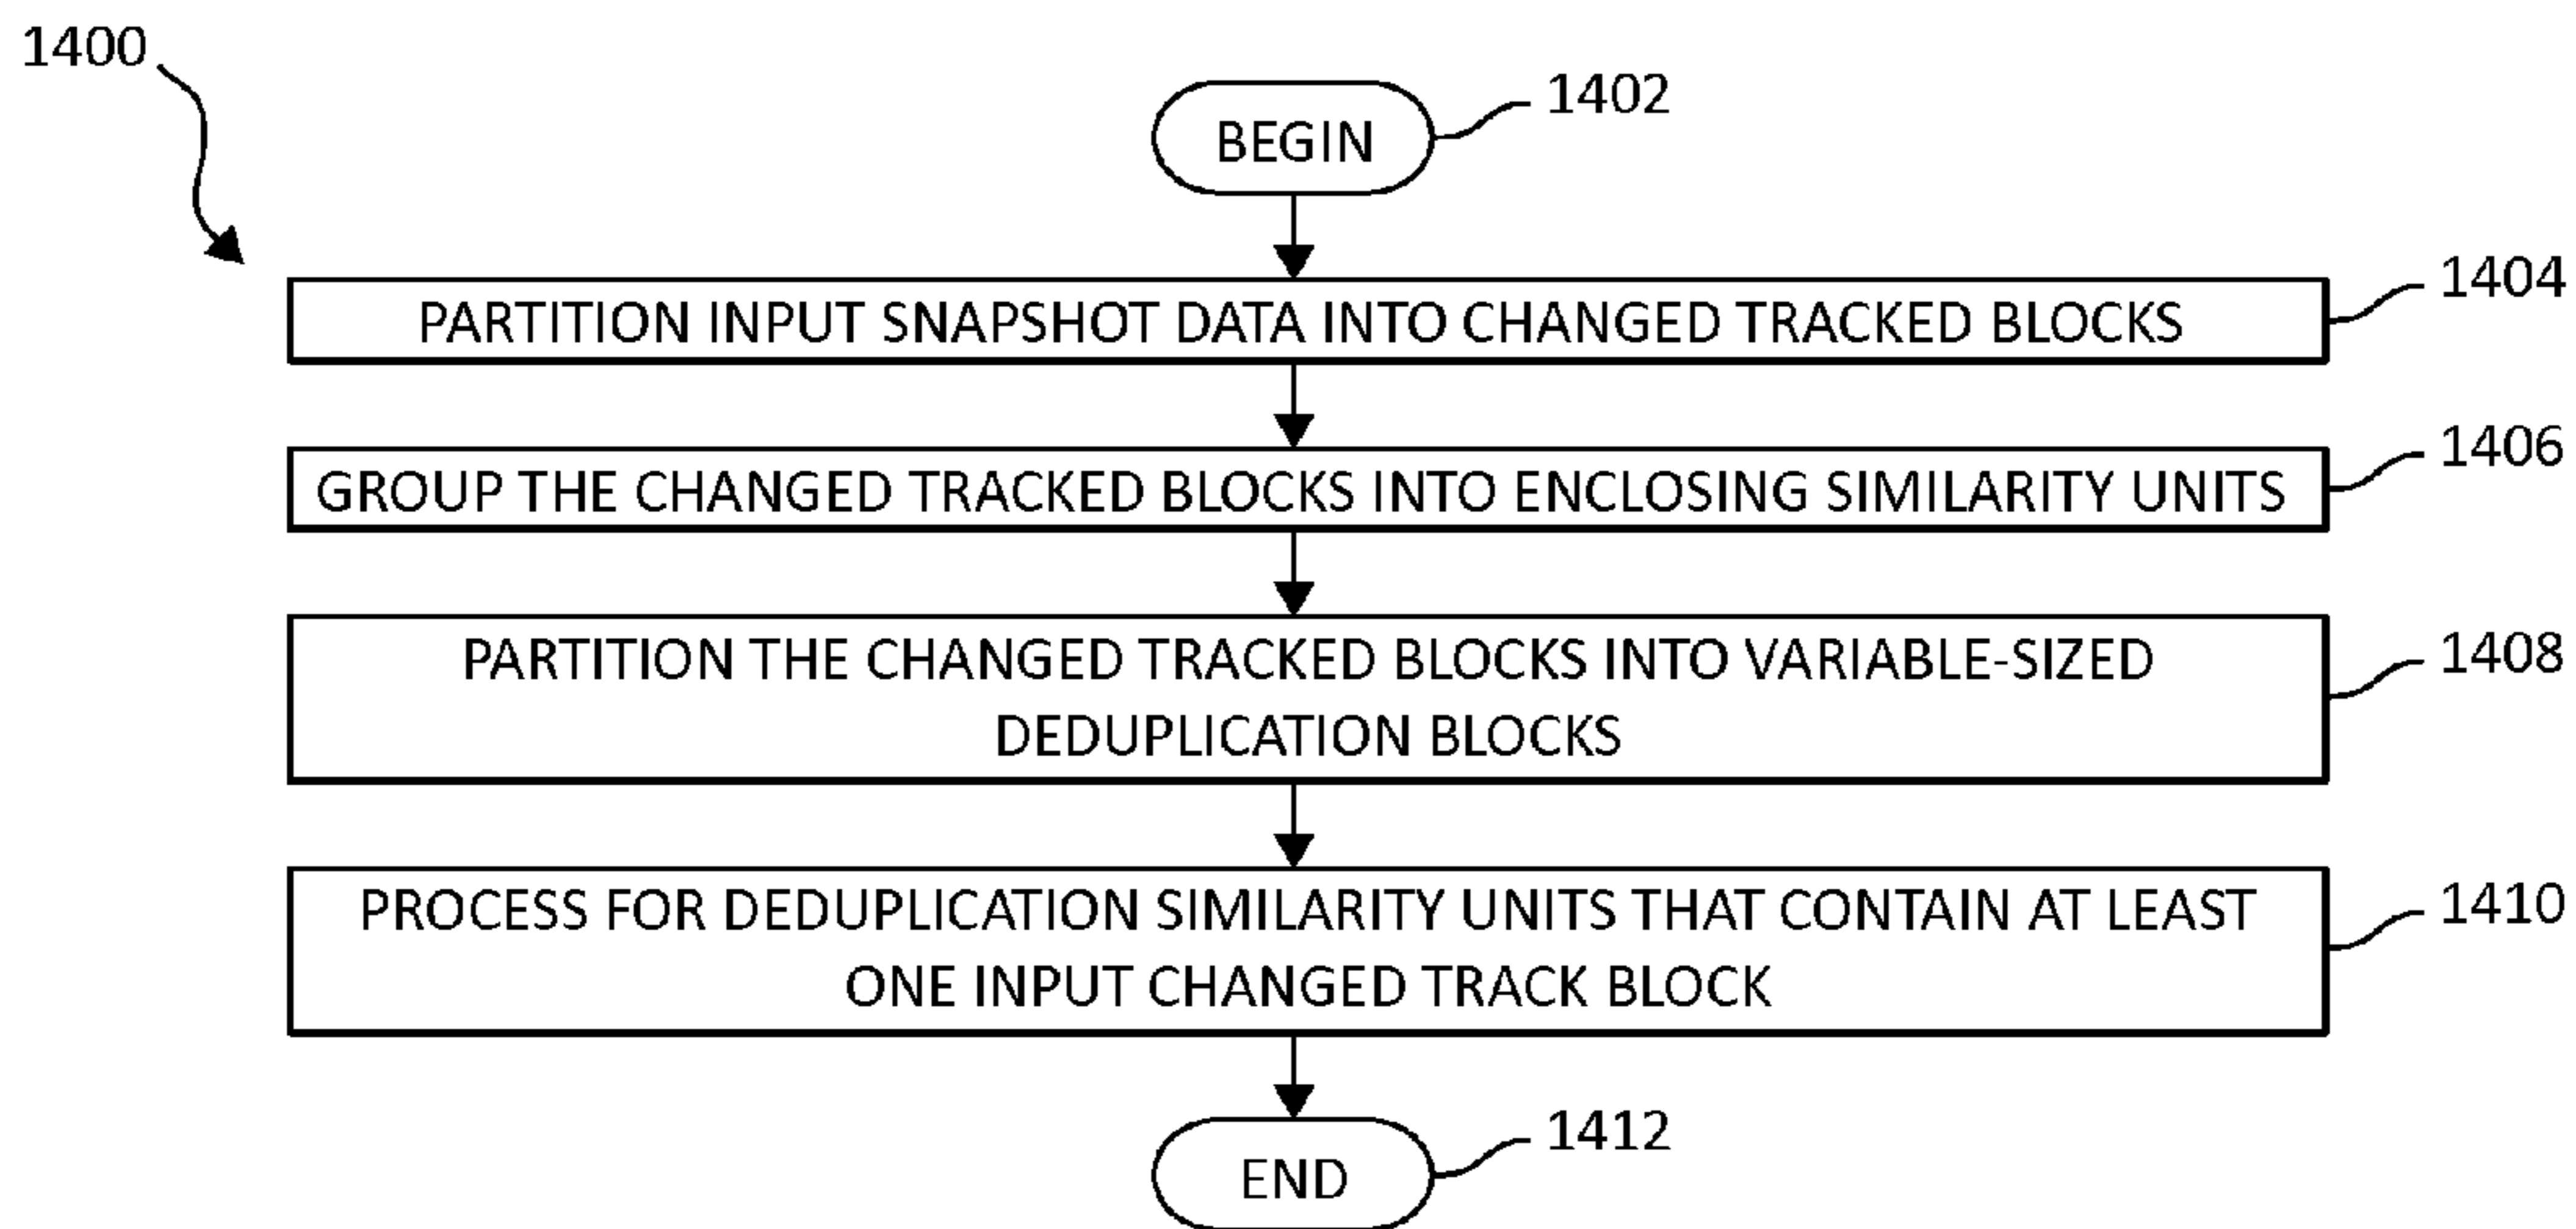 1400
BEGIN
1402
PARTITION INPUT SNAPSHOT DATA INTO CHANGED TRACKED BLOCKS
1404
GROUP THE CHANGED TRACKED BLOCKS INTO ENCLOSING SIMILARITY UNITS
1406
PARTITION THE CHANGED TRACKED BLOCKS INTO VARIABLE-SIZED
DEDUPLICATION BLOCKS
1408
PROCESS FOR DEDUPLICATION SIMILARITY UNITS THAT CONTAIN AT LEAST
ONE INPUT CHANGED TRACK BLOCK
1410
END
1412